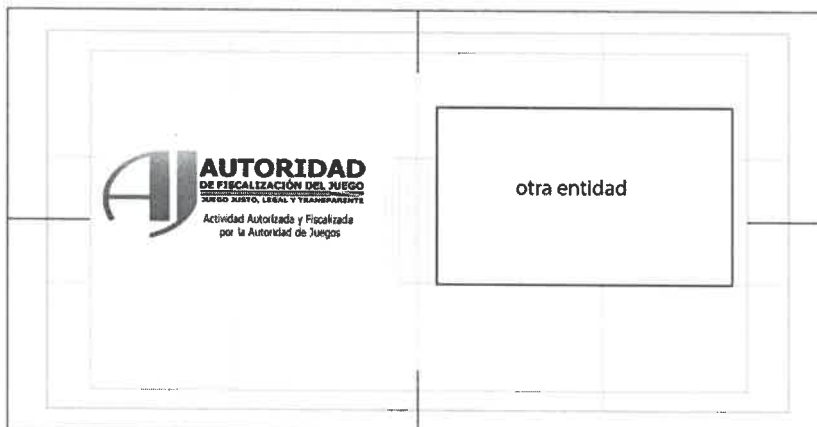 AJ AUTORIDAD
DE FISCALIZACIÓN DEL JUEGO
JUEGO JUSTO, LEGAL Y TRANSPARENTE
Actividad Autorizada y Fiscalizada
por la Autoridad de Juegos
otra entidad